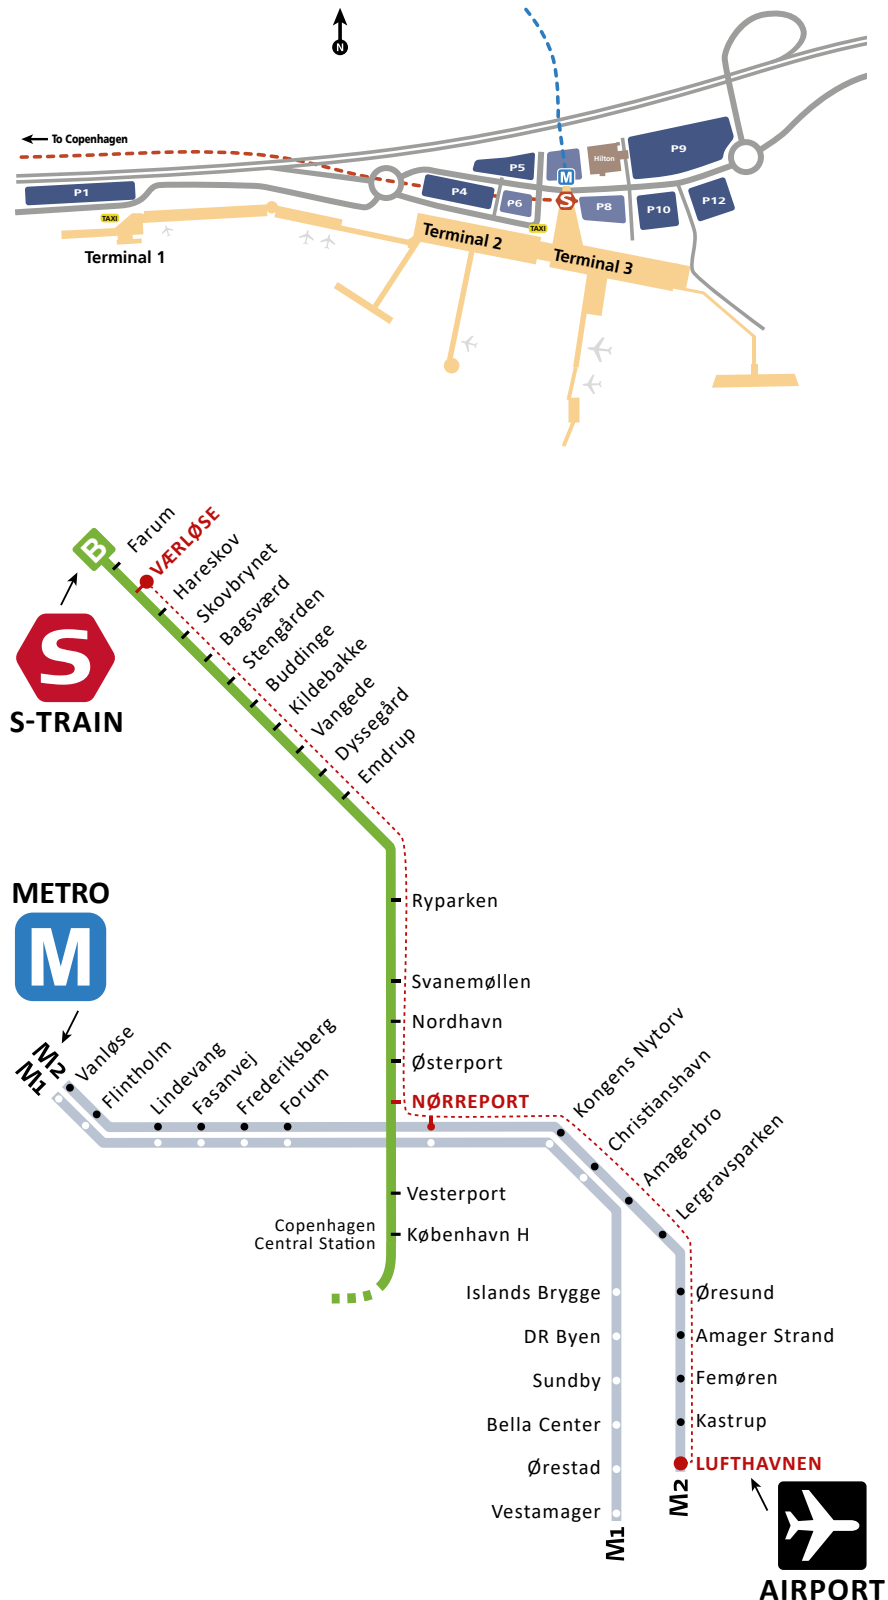 N
To Copenhagen
P1
P4
P5
P6
M
S
Hilton
P9
P8
P10
P12
TAXI
TAXI
Terminal 1
Terminal 2
Terminal 3
B
Farum
VÆRLØSE
Hareskov
Skovbrynet
Bagsværd
Stengården
Buddinge
Kildebakke
Vangede
Dyssegård
Emdrup
S
S-TRAIN
Ryparken
Svanemøllen
Nordhavn
Østerport
NØRREPORT
Vesterport
Copenhagen
Central Station
København H
METRO
M
M2
M1
Vanløse
Flintholm
Lindevang
Fasanvej
Frederiksberg
Forum
Kongens Nytorv
Christianshavn
Amagerbro
Lergravsparken
Islands Brygge
DR Byen
Sundby
Bella Center
Ørestad
Vestamager
M1
Øresund
Amager Strand
Femøren
Kastrup
LUFTHAVNEN
M2
AIRPORT